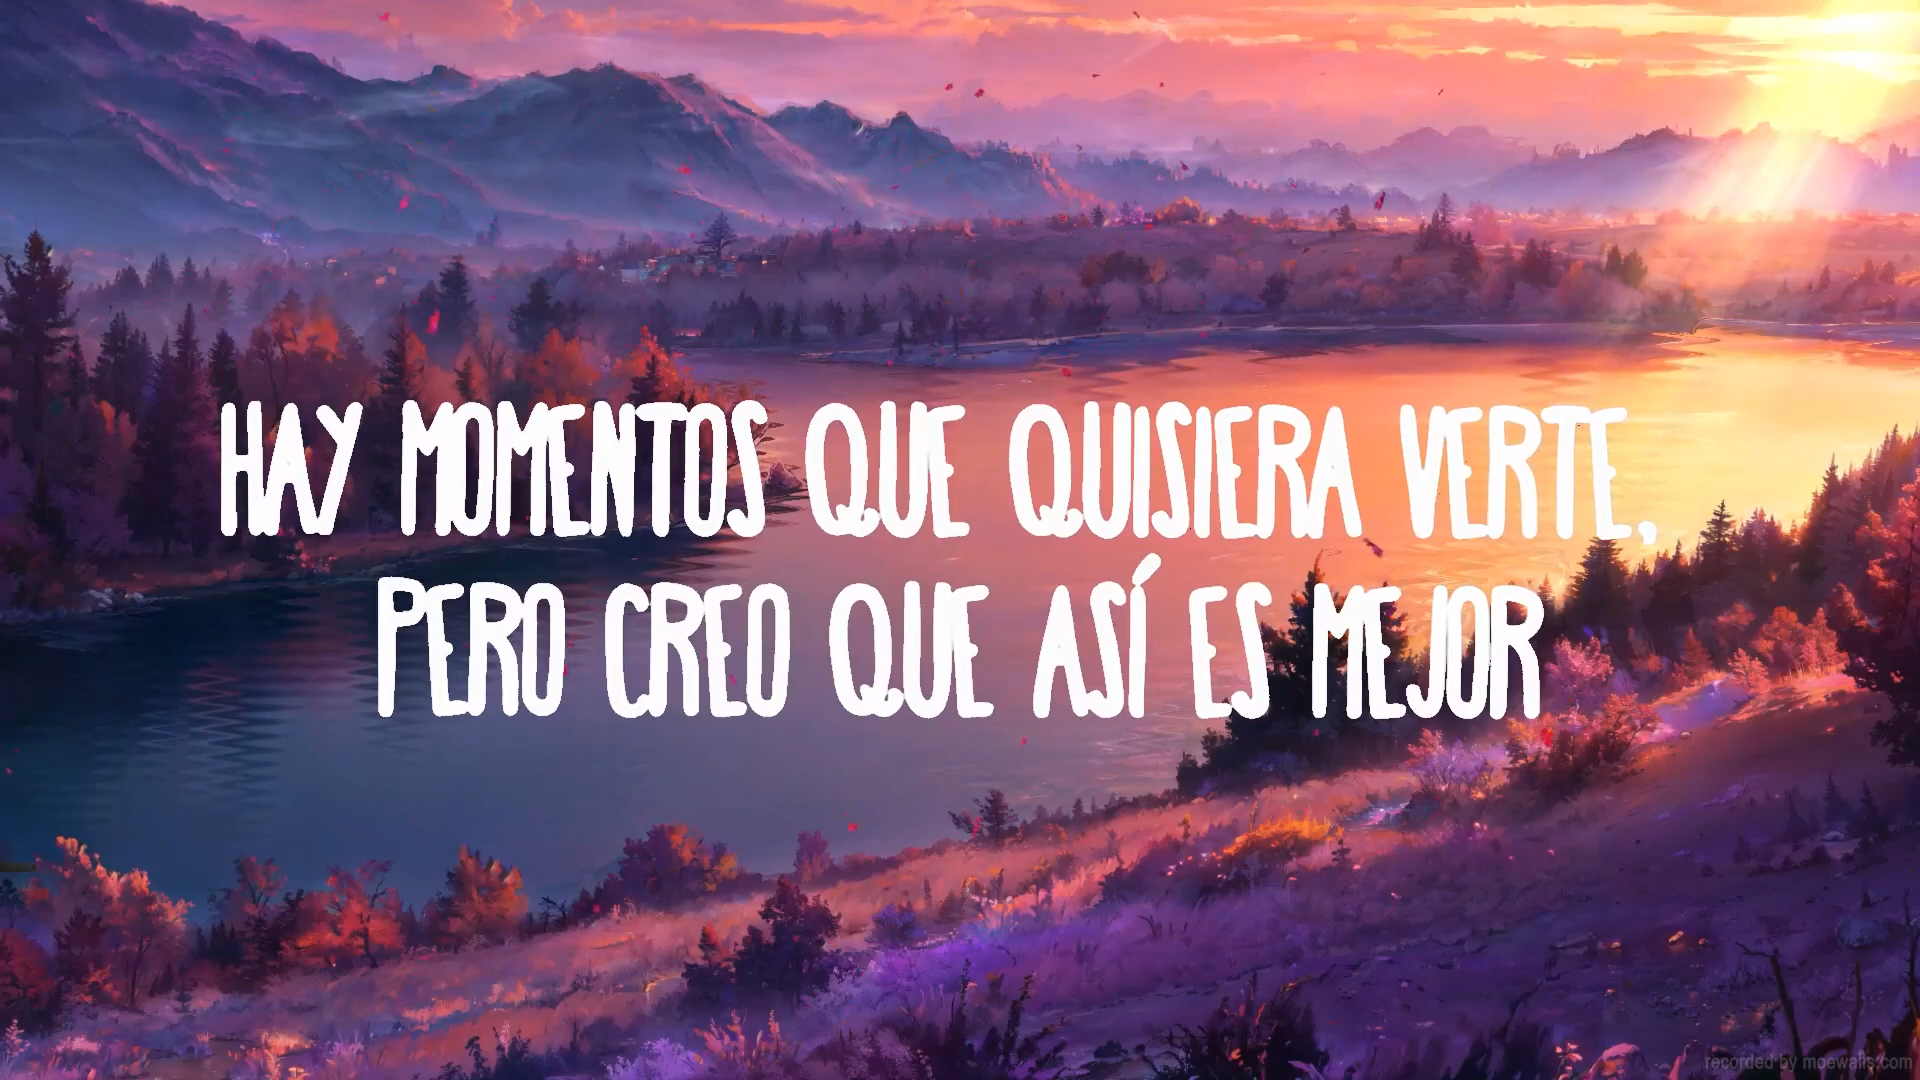 HAY MOMENTOS QUE QUISIERA VERTE,
PERO CREO QUE ASÍ ES MEJOR
recorded by moewalls.com